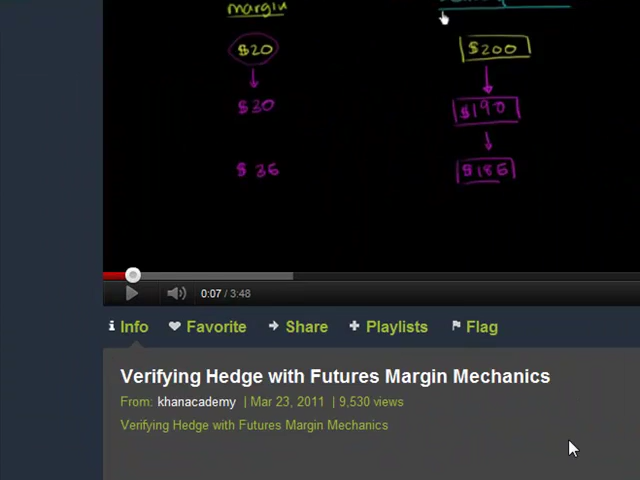 margin
$20
$200
$30
$190
$36
$185
0:07 / 3:48
Info
Favorite
Share
Playlists
Flag
Verifying Hedge with Futures Margin Mechanics
From: khanacademy | Mar 23, 2011 | 9,530 views
Verifying Hedge with Futures Margin Mechanics